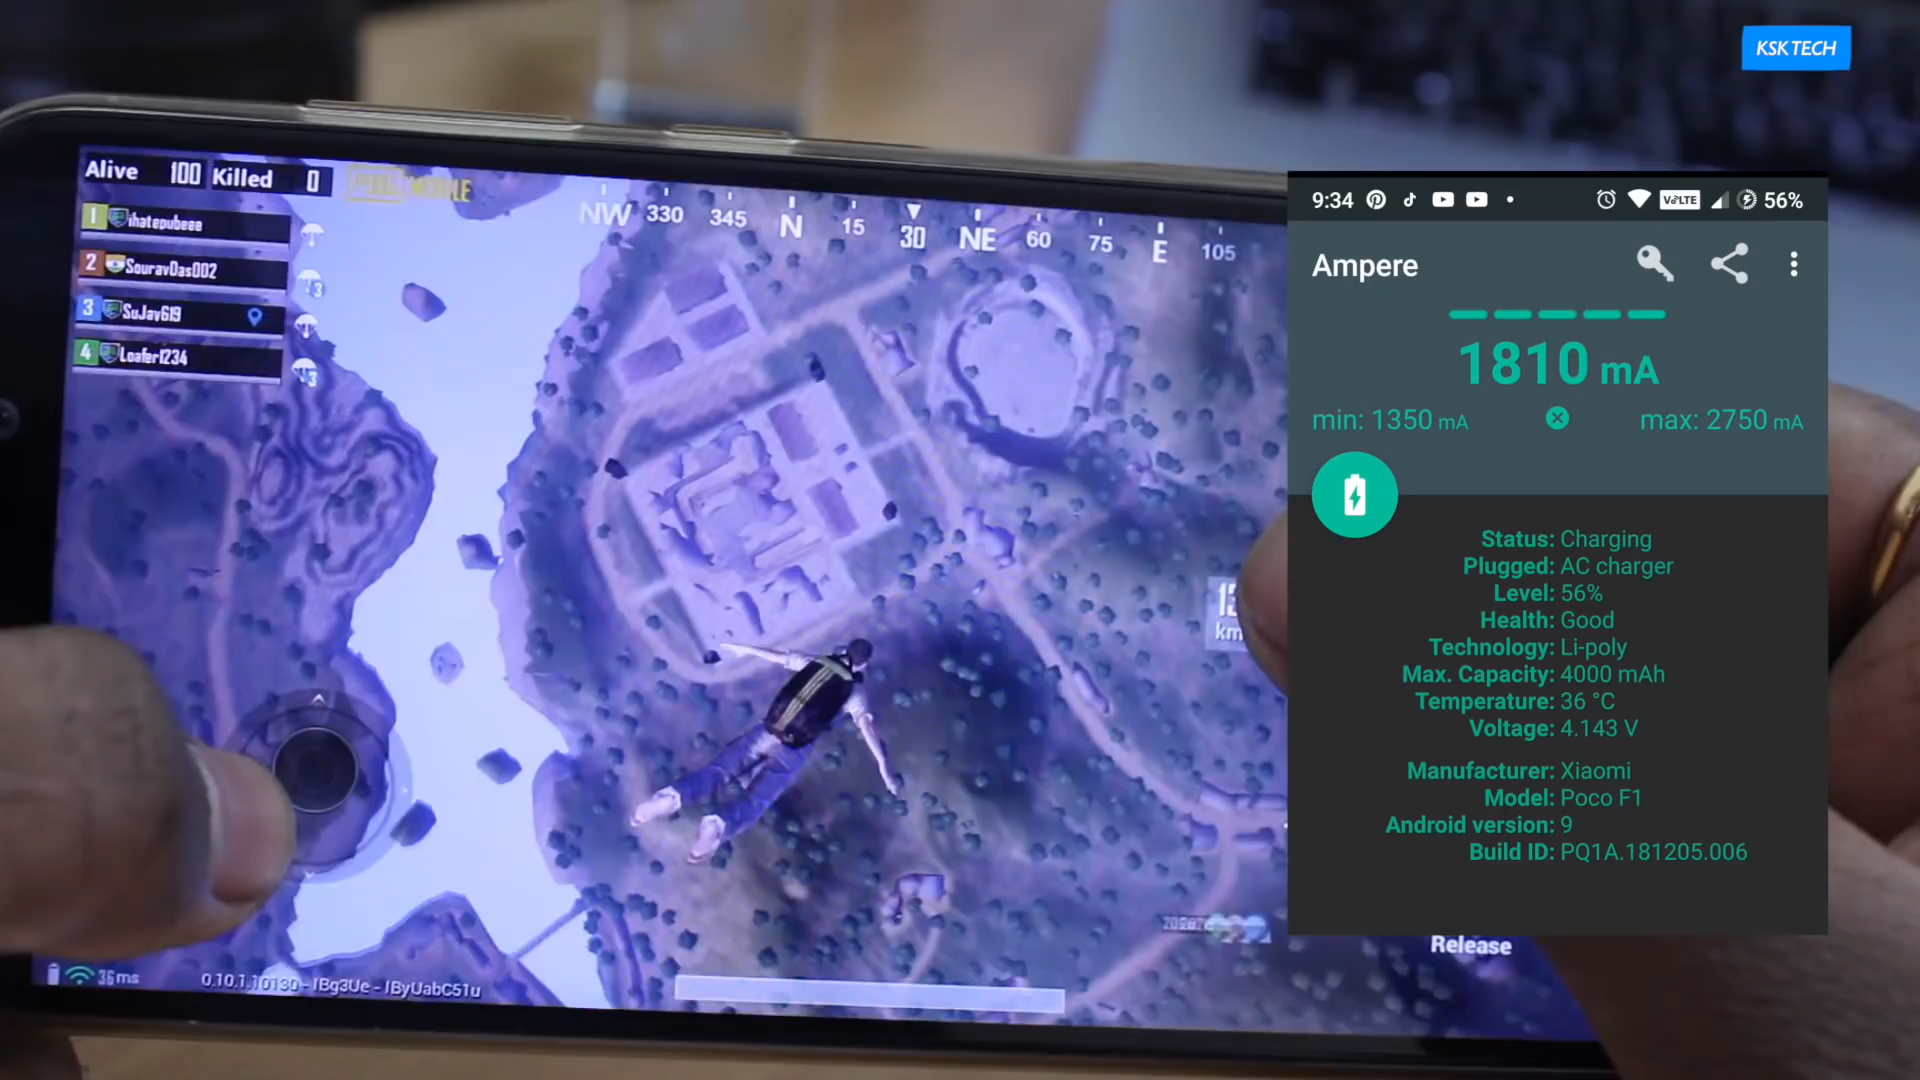 KSK TECH
Alive 100 Killed 0
1 ihatepubeee
2 SouravDas002
3 SuJay619
4 Loafer1234
3
3
NW 330 345 N 15 30 NE 60 75 E 105
km
36ms
0.10.1.10130 - IBg3Ue - IByUabC51u
Release
9:34 VoLTE 56%
Ampere
1810 mA
min: 1350 mA max: 2750 mA
Status: Charging
Plugged: AC charger
Level: 56%
Health: Good
Technology: Li-poly
Max. Capacity: 4000 mAh
Temperature: 36 °C
Voltage: 4.143 V
Manufacturer: Xiaomi
Model: Poco F1
Android version: 9
Build ID: PQ1A.181205.006